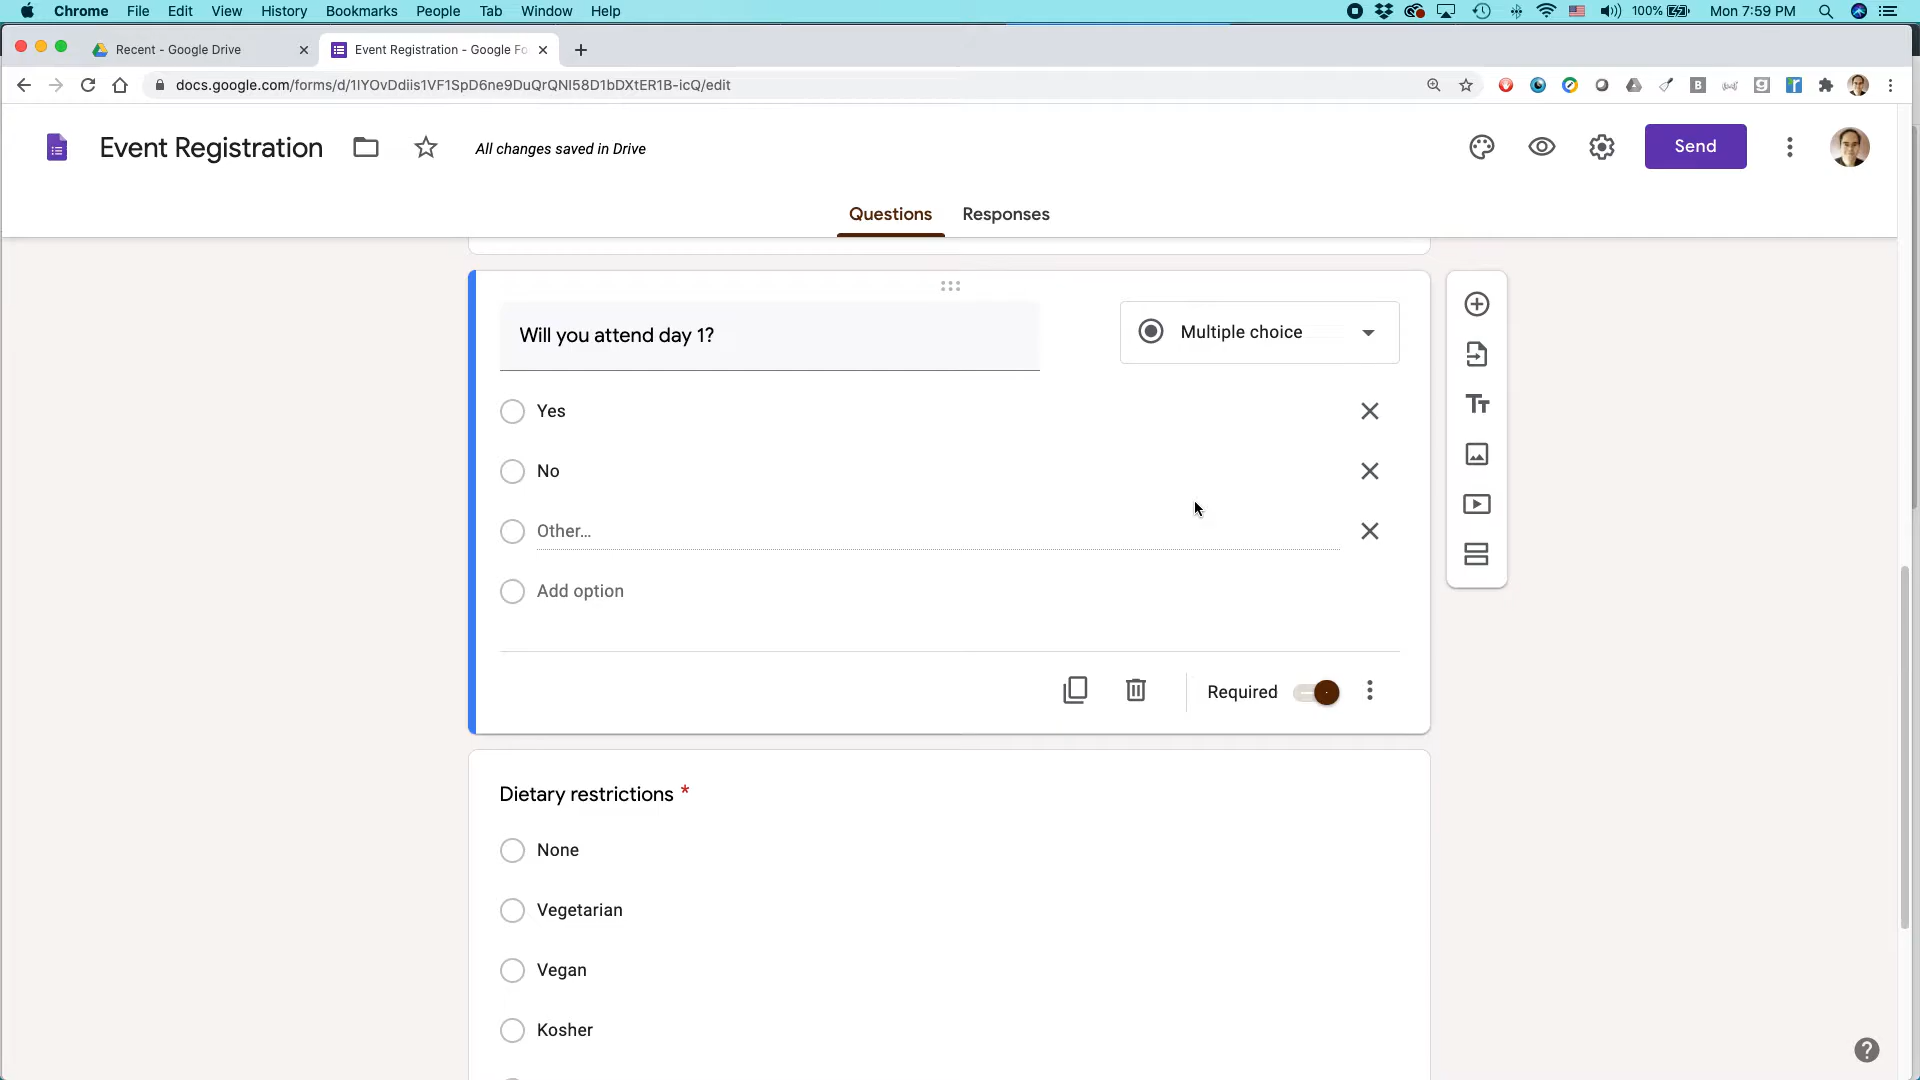 Chrome File Edit View History Bookmarks People Tab Window Help 100% Mon 7:59 PM
Recent - Google Drive Event Registration - Google Fo
docs.google.com/forms/d/1IYOvDdiis1VF1SpD6ne9DuQrQNI58D1bDXtER1B-icQ/edit
Event Registration All changes saved in Drive Send
Questions Responses
Will you attend day 1? Multiple choice
Yes
No
Other...
Add option
Required
Dietary restrictions *
None
Vegetarian
Vegan
Kosher